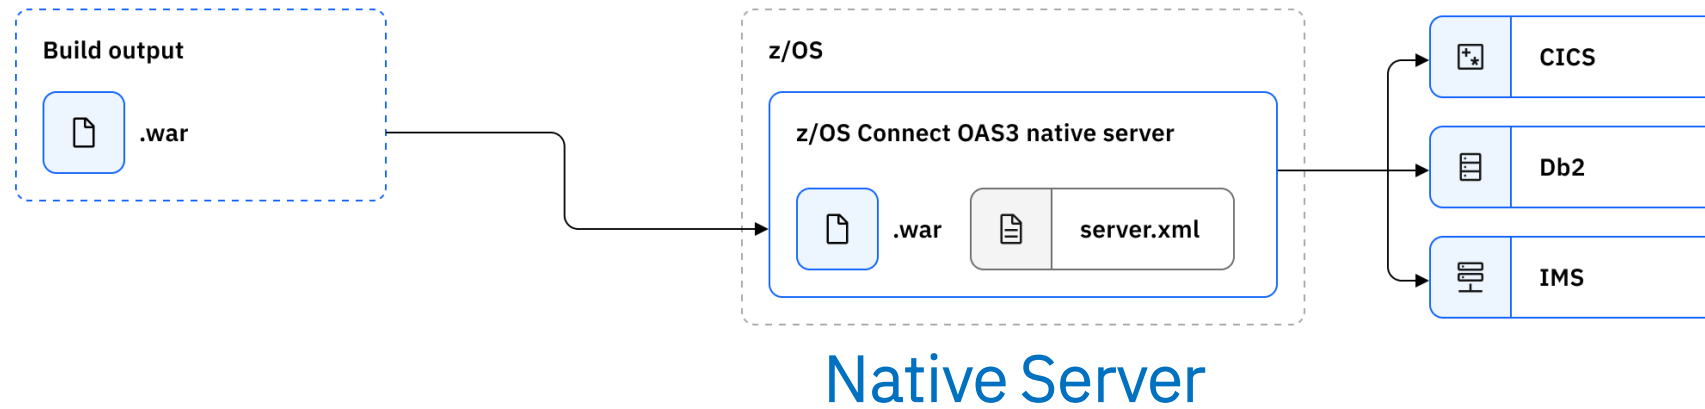 Build output
.war
z/OS
z/OS Connect OAS3 native server
.war
server.xml
CICS
Db2
IMS
Native Server